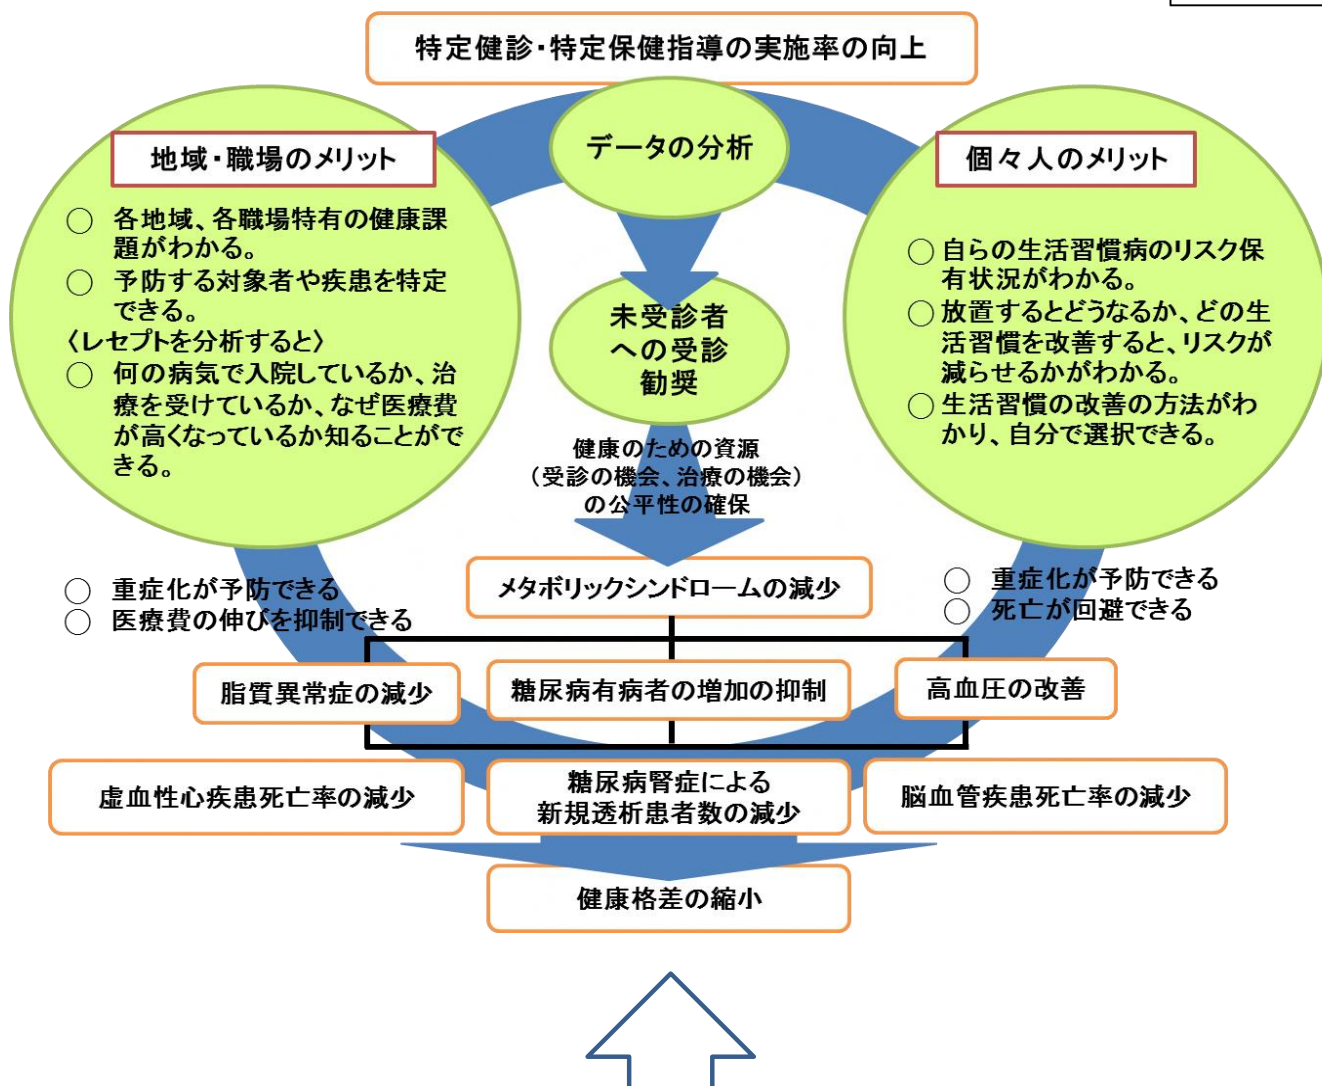 特定健診・特定保健指導の実施率の向上
データの分析
地域・職場のメリット
○ 各地域、各職場特有の健康課
題がわかる。
○ 予防する対象者や疾患を特定
できる。
〈レセプトを分析すると〉
○ 何の病気で入院しているか、治
療を受けているか、なぜ医療費
が高くなっているか知ることがで
きる。
個々人のメリット
○ 自らの生活習慣病のリスク保
有状況がわかる。
○ 放置するとどうなるか、どの生
活習慣を改善すると、リスクが
減らせるかがわかる。
○ 生活習慣の改善の方法がわ
かり、自分で選択できる。
未受診者
への受診
勧奨
健康のための資源
（受診の機会、治療の機会）
の公平性の確保
○ 重症化が予防できる
○ 医療費の伸びを抑制できる
○ 重症化が予防できる
○ 死亡が回避できる
メタボリックシンドロームの減少
脂質異常症の減少
糖尿病有病者の増加の抑制
高血圧の改善
虚血性心疾患死亡率の減少
糖尿病腎症による
新規透析患者数の減少
脳血管疾患死亡率の減少
健康格差の縮小